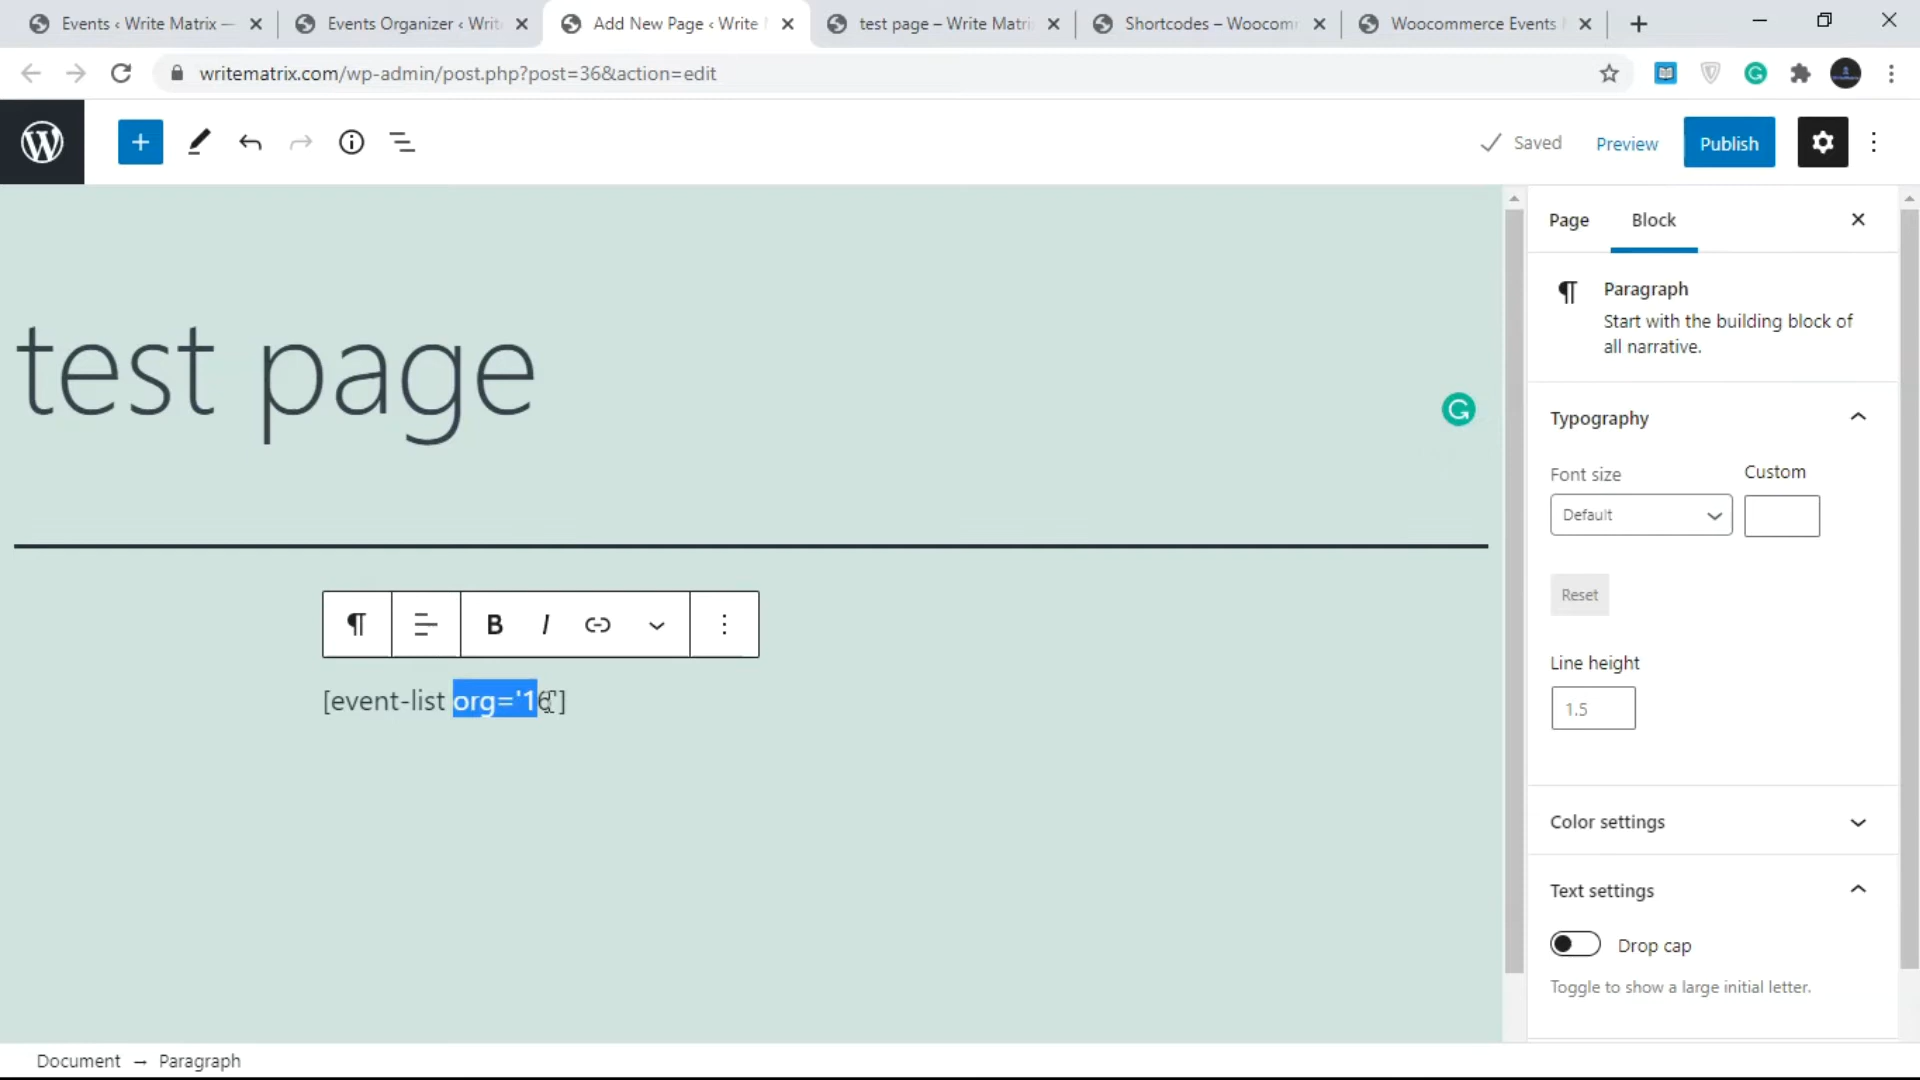 Events ‹ Write Matrix —
Events Organizer ‹ Writ
Add New Page ‹ Write
test page – Write Matri
Shortcodes – Woocom
Woocommerce Events
writematrix.com/wp-admin/post.php?post=36&action=edit
Saved
Preview
Publish
test page
[event-list org='16']
B I
Page
Block
Paragraph
Start with the building block of
all narrative.
Typography
Font size
Custom
Default
Reset
Line height
1.5
Color settings
Text settings
Drop cap
Toggle to show a large initial letter.
Document → Paragraph